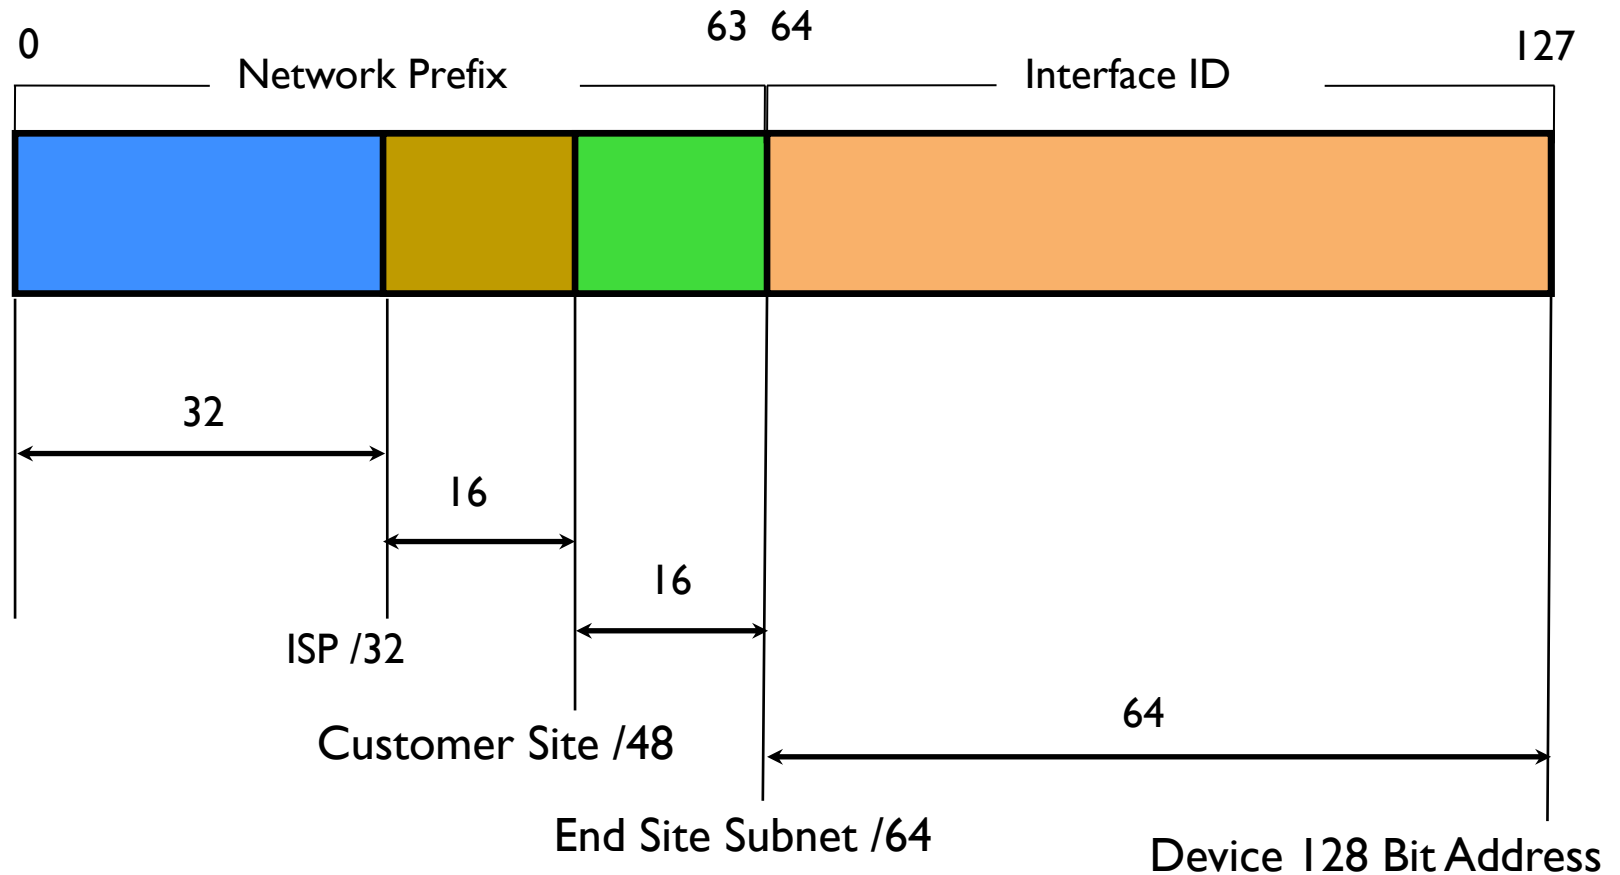 0
63 64
127
Network Prefix
Interface ID
32
16
16
ISP /32
64
Customer Site /48
End Site Subnet /64
Device 128 Bit Address